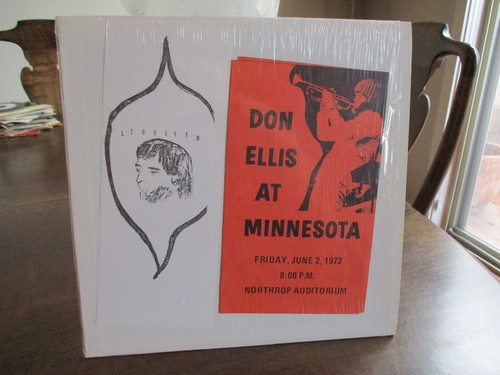 LIBRETTO
DON
ELLIS
AT
MINNESOTA
FRIDAY, JUNE 2, 1972
8:00 P.M.
NORTHROP AUDITORIUM